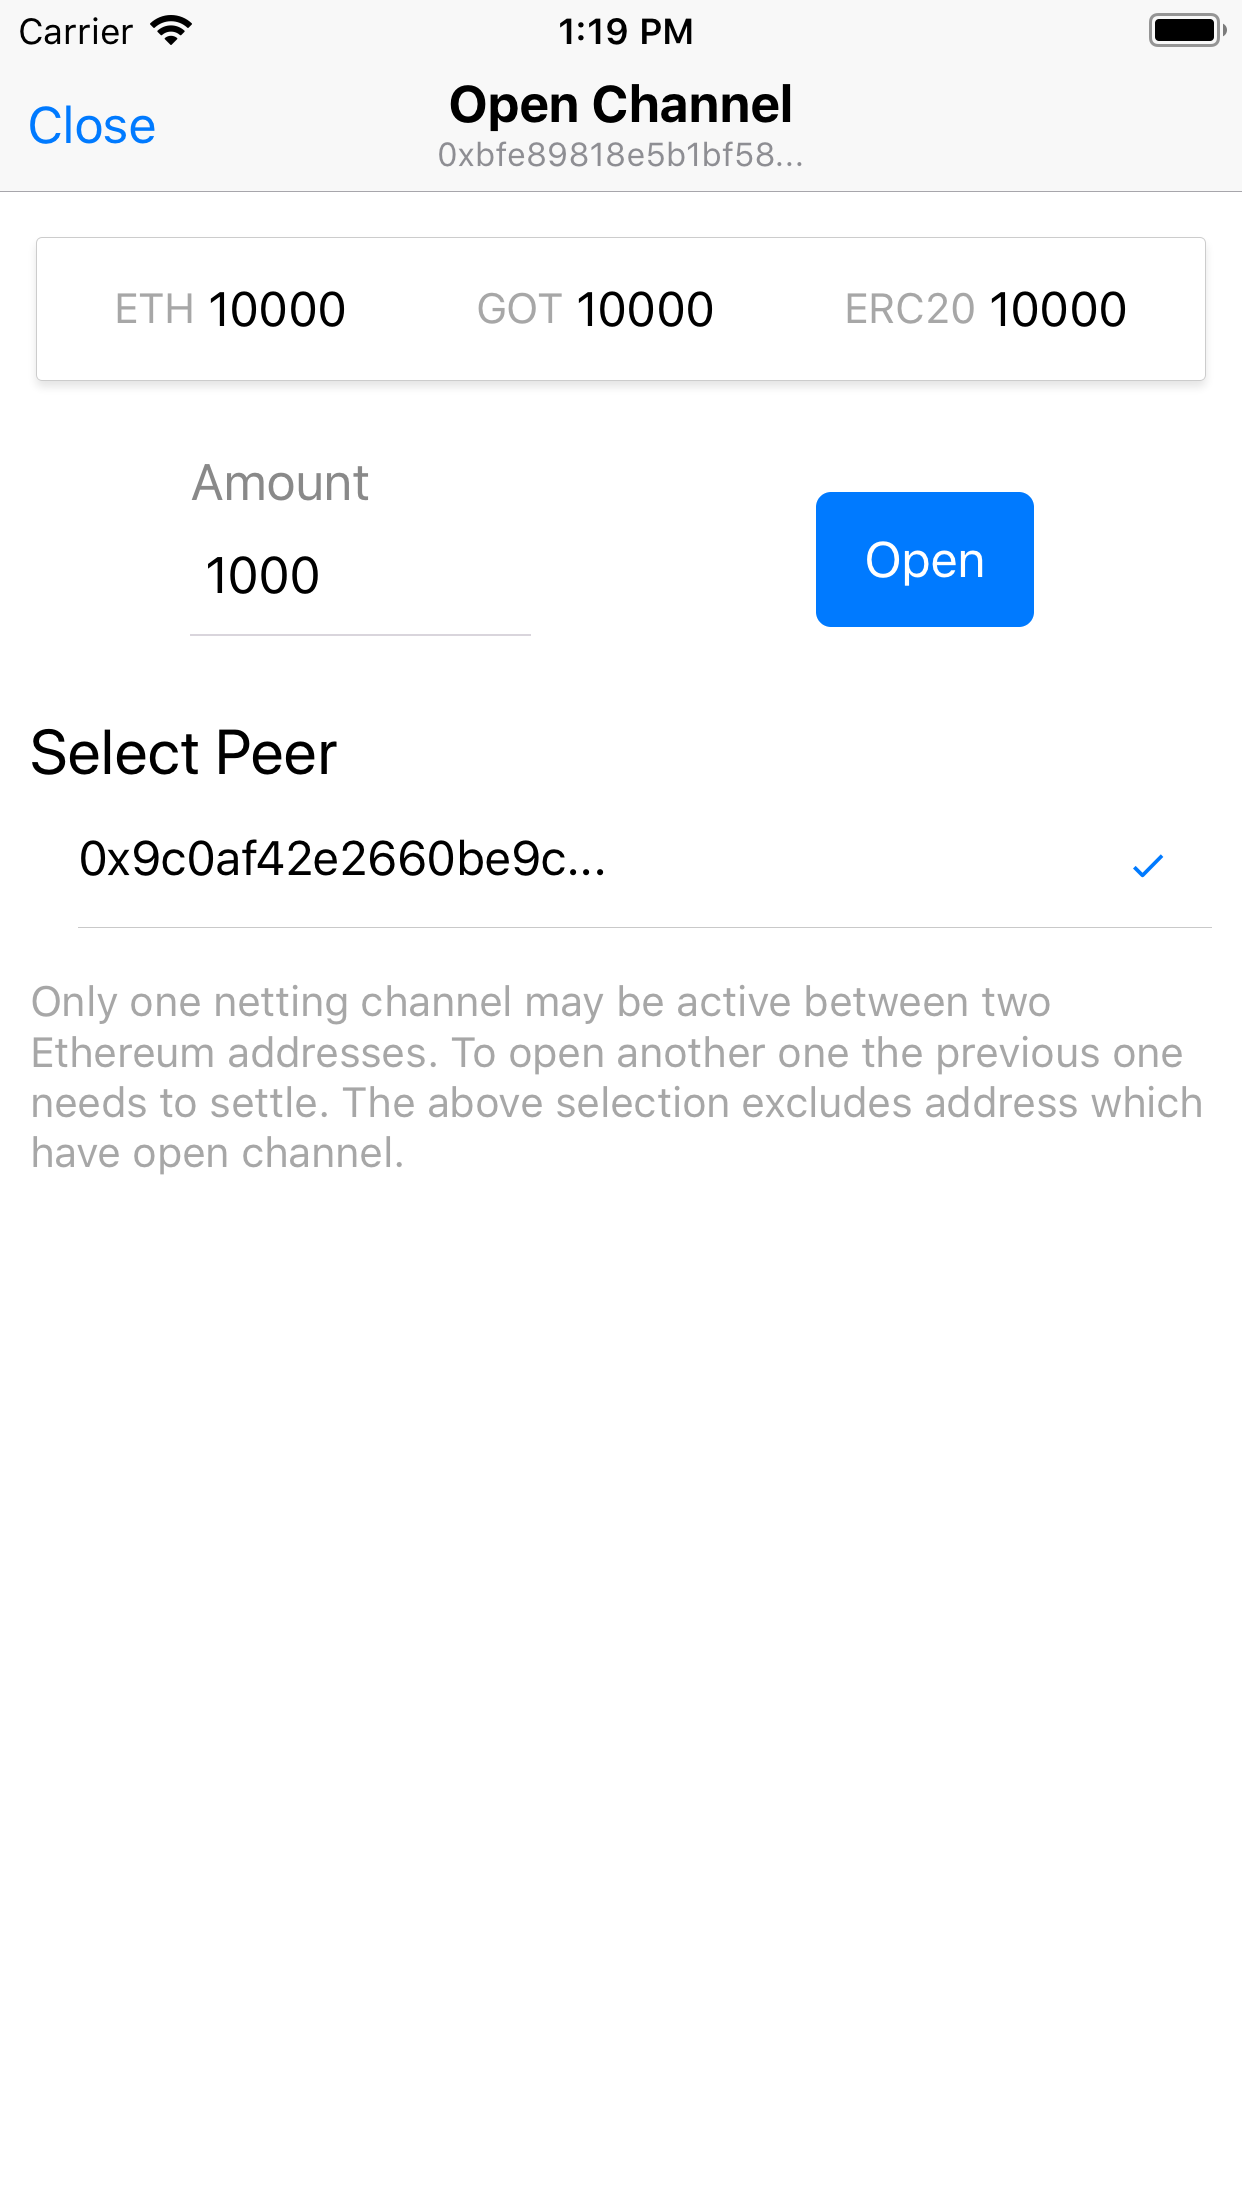 Carrier 1:19 PM
Close
Open Channel
0xbfe89818e5b1bf58...
ETH 10000 GOT 10000 ERC20 10000
Amount
1000
Open
Select Peer
0x9c0af42e2660be9c...
Only one netting channel may be active between two
Ethereum addresses. To open another one the previous one
needs to settle. The above selection excludes address which
have open channel.